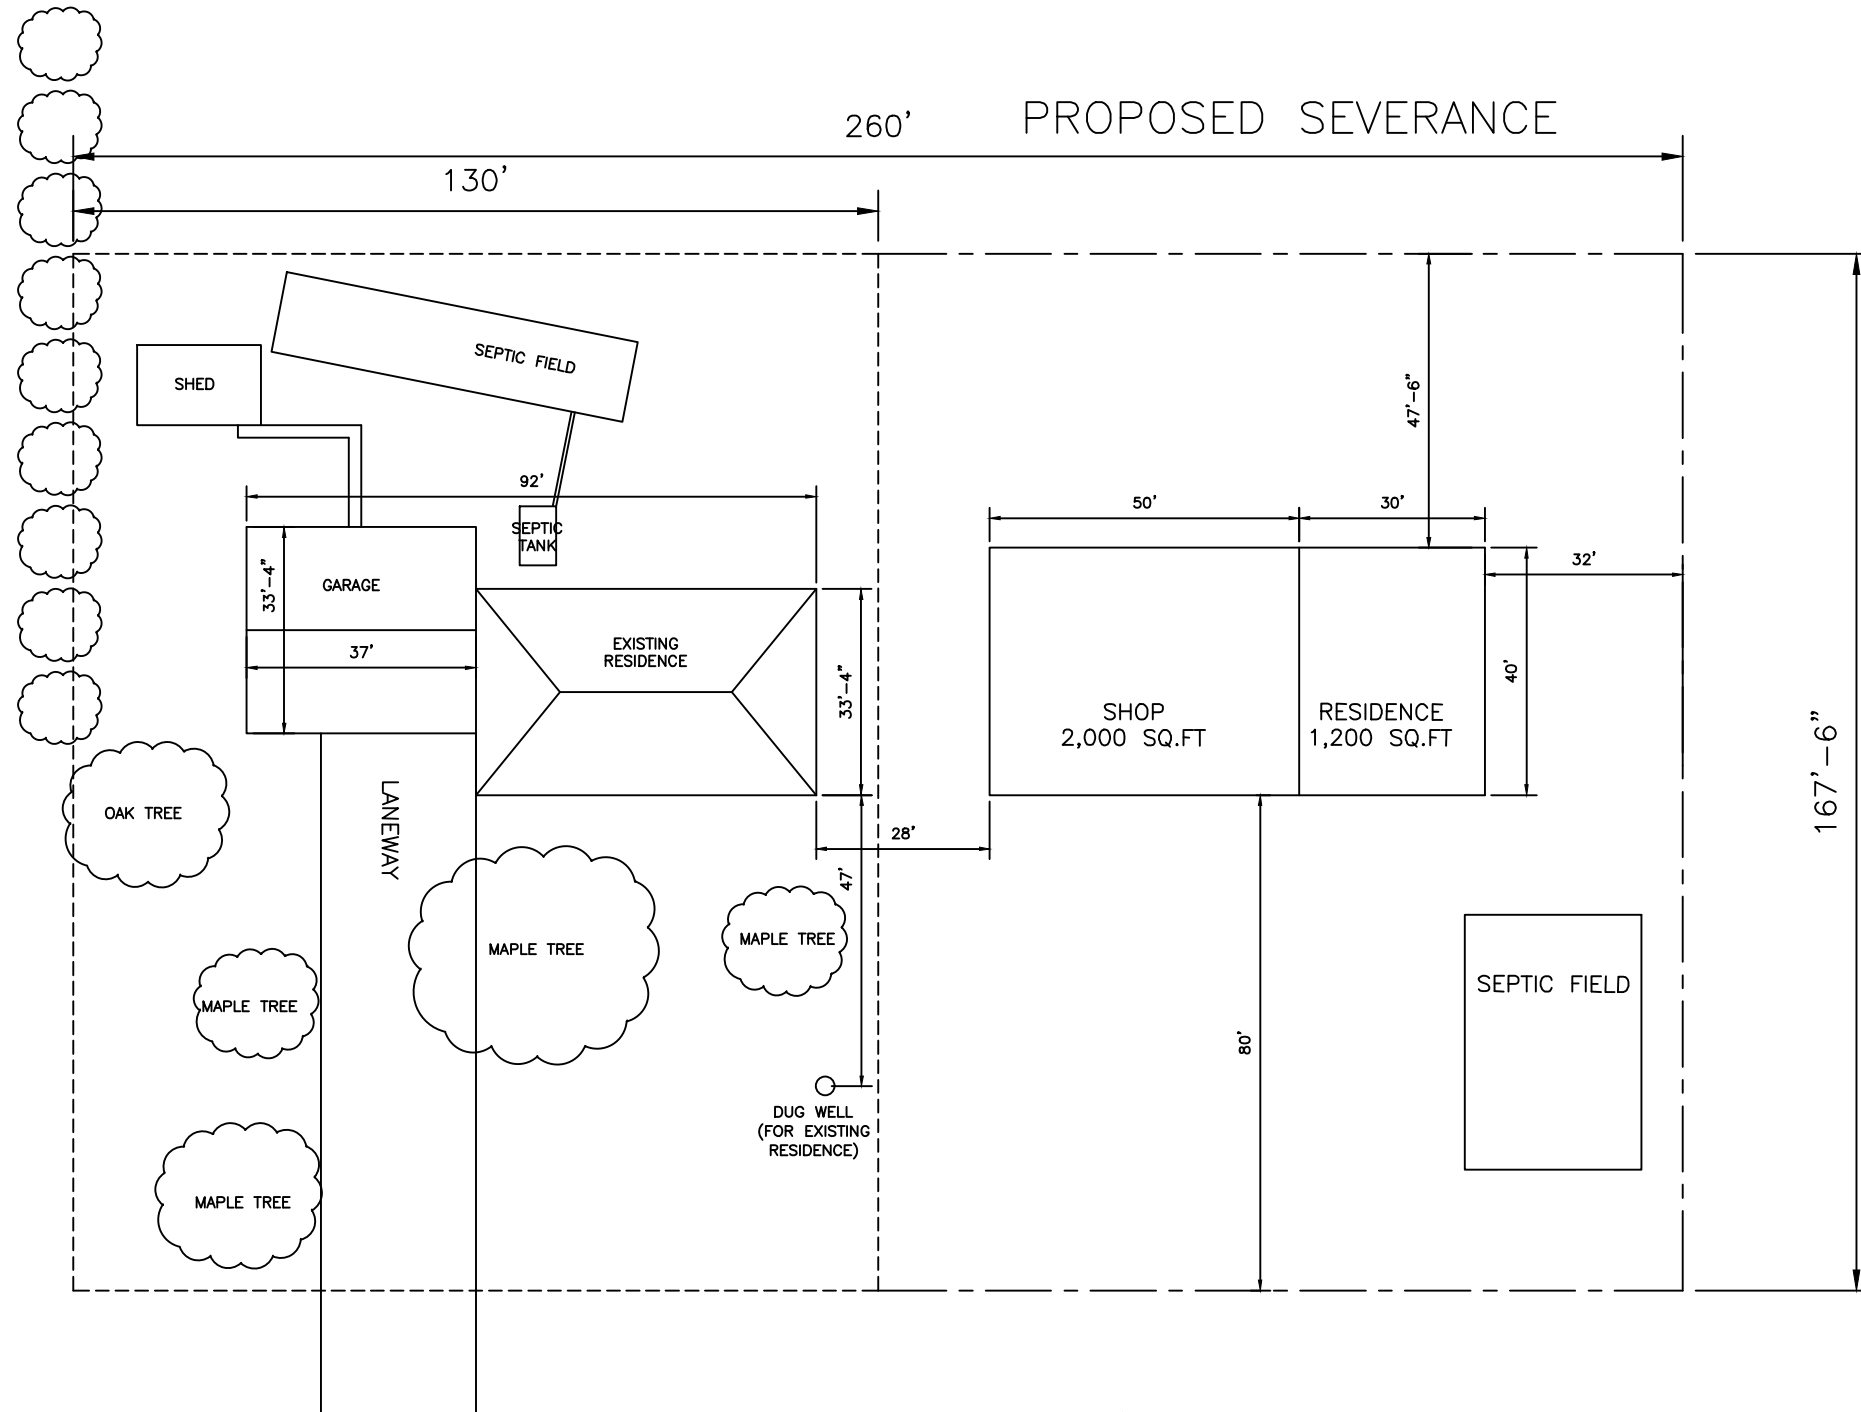 PROPOSED SEVERANCE
260'
130'
SEPTIC FIELD
SHED
47'-6"
92'
50'
30'
SEPTIC
TANK
32'
33'-4"
GARAGE
EXISTING
RESIDENCE
37'
33'-4"
40'
SHOP
2,000 SQ.FT
RESIDENCE
1,200 SQ.FT
167'-6"
OAK TREE
LANEWAY
28'
47'
MAPLE TREE
MAPLE TREE
MAPLE TREE
SEPTIC FIELD
80'
DUG WELL
(FOR EXISTING
RESIDENCE)
MAPLE TREE